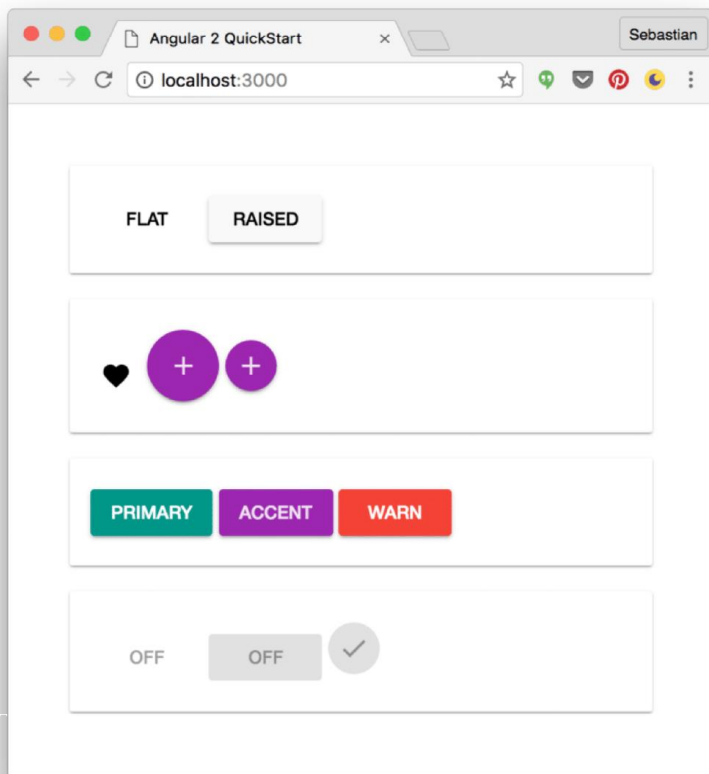 Angular 2 QuickStart
Sebastian
localhost:3000
FLAT RAISED
PRIMARY ACCENT WARN
OFF OFF